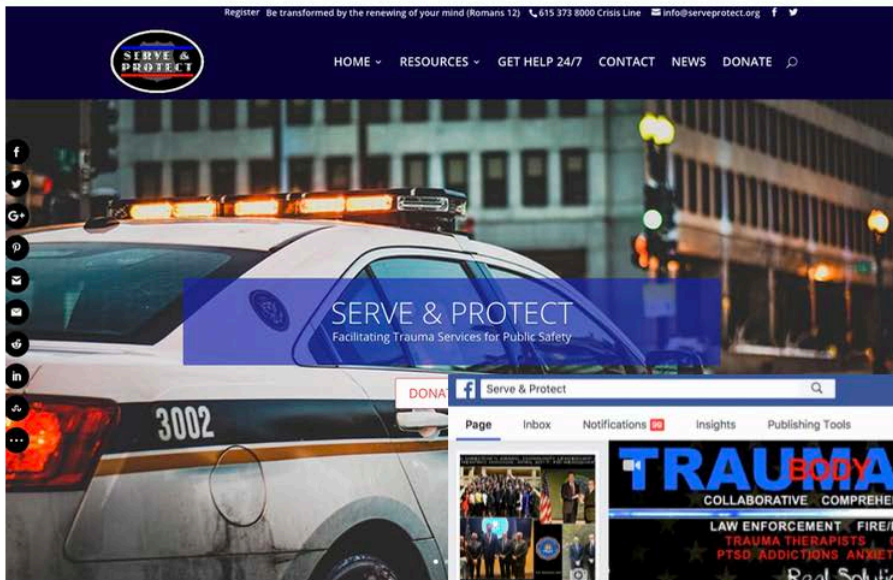 Register Be transformed by the renewing of your mind (Romans 12) 615 373 8000 Crisis Line info@serveprotect.org
SERVE &
PROTECT
HOME RESOURCES GET HELP 24/7 CONTACT NEWS DONATE
SERVE & PROTECT
Facilitating Trauma Services for Public Safety
DONA
3002
Serve & Protect
Page Inbox Notifications 99 Insights Publishing Tools
TRAUMA
BODY
COLLABORATIVE COMPREHE
LAW ENFORCEMENT FIRE/
TRAUMA THERAPISTS
PTSD ADDICTIONS ANXIET